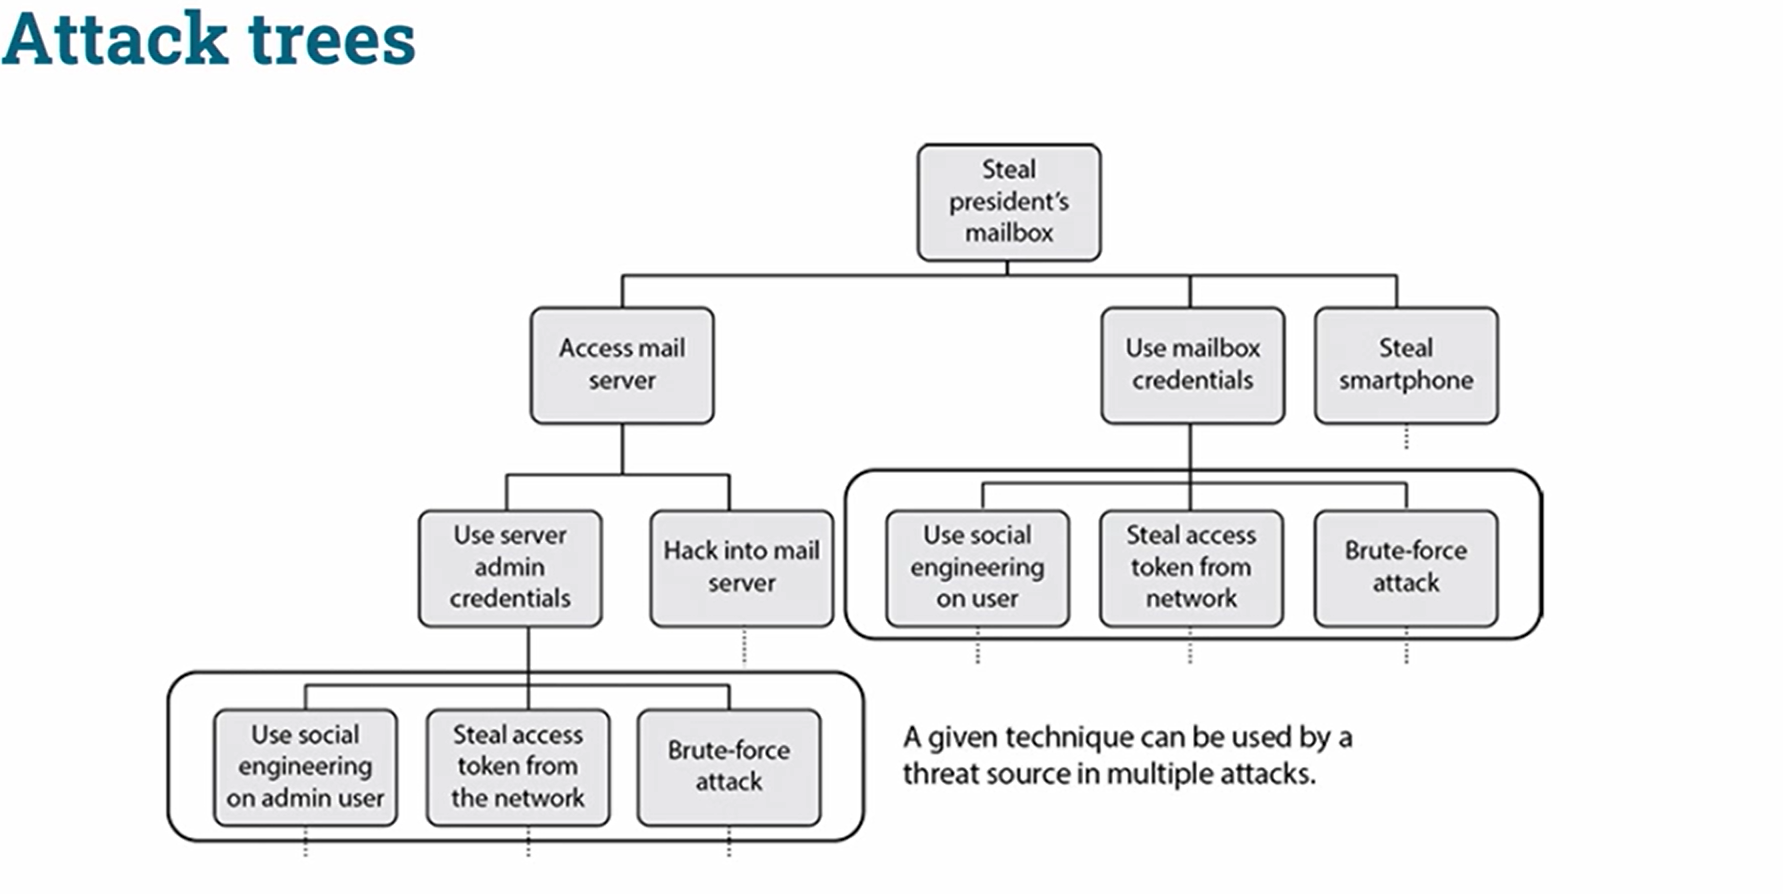 Attack trees
Steal
president's
mailbox
Access mail
server
Use mailbox
credentials
Steal
smartphone
Use server
admin
credentials
Hack into mail
server
Use social
engineering
on user
Steal access
token from
network
Brute-force
attack
Use social
engineering
on admin user
Steal access
token from
the network
Brute-force
attack
A given technique can be used by a
threat source in multiple attacks.